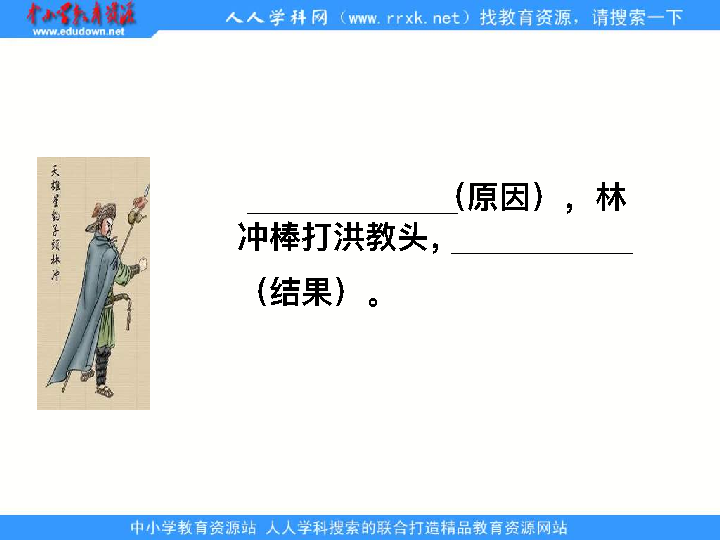 中小学教育资源
www.edudown.net
人人学科网（www.rrxk.net）找教育资源，请搜索一下
天雄星豹子头林冲
______________（原因），林
冲棒打洪教头，____________
（结果）。
中小学教育资源站 人人学科搜索的联合打造精品教育资源网站